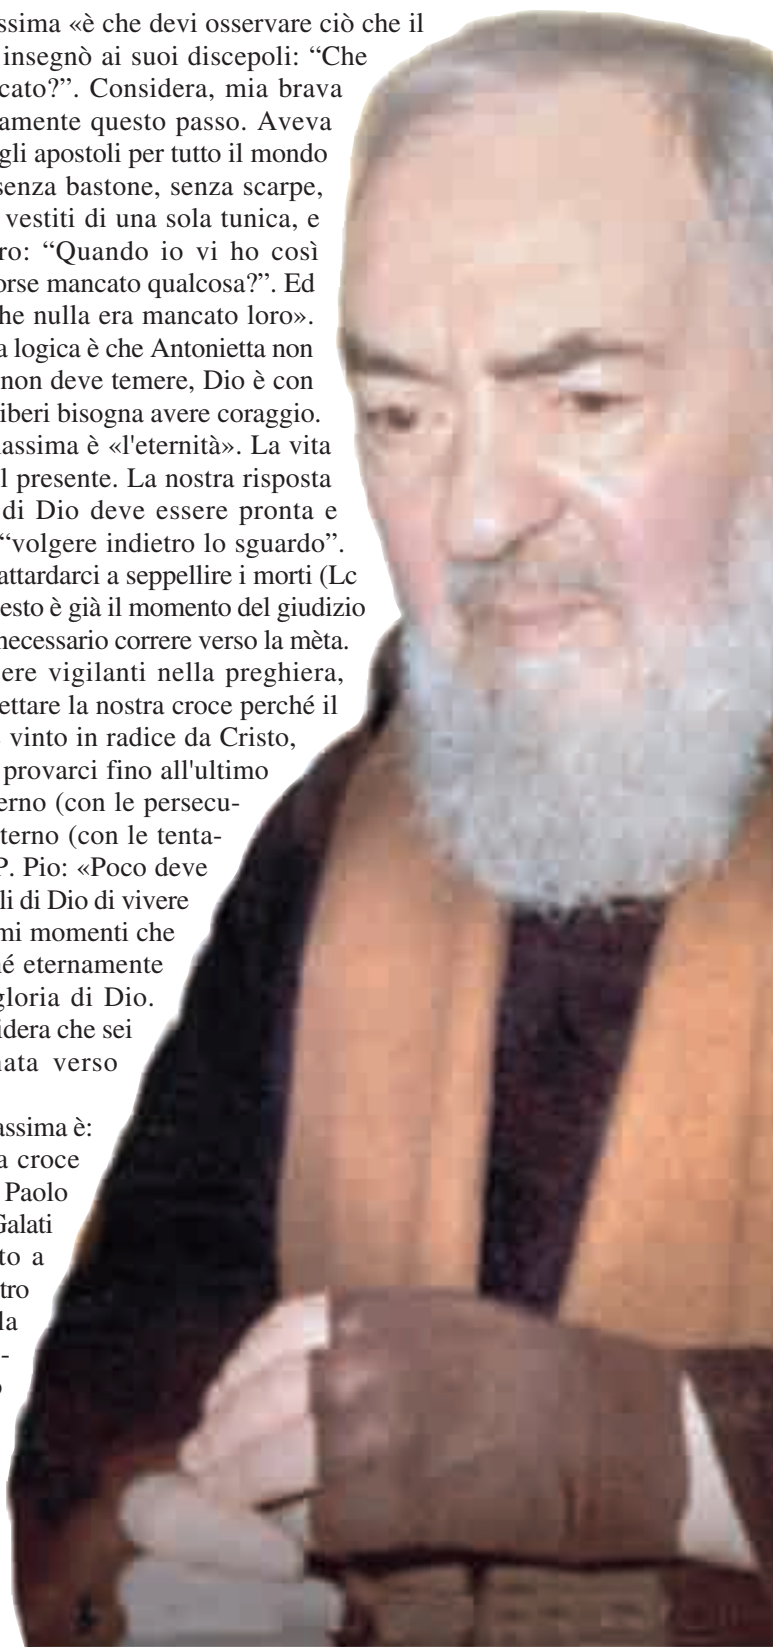 ssima «è che devi osservare ciò che il
insegnò ai suoi discepoli: “Che
cato?”. Considera, mia brava
amente questo passo. Aveva
gli apostoli per tutto il mondo
senza bastone, senza scarpe,
vestiti di una sola tunica, e
ro: “Quando io vi ho così
orse mancato qualcosa?”. Ed
he nulla era mancato loro».
a logica è che Antonietta non
non deve temere, Dio è con
iberi bisogna avere coraggio.
assima è «l'eternità». La vita
l presente. La nostra risposta
di Dio deve essere pronta e
“volgere indietro lo sguardo”.
attardarci a seppellire i morti (Lc
esto è già il momento del giudizio
necessario correre verso la mèta.
ere vigilanti nella preghiera,
ettare la nostra croce perché il
vinto in radice da Cristo,
provarci fino all'ultimo
erno (con le persecu-
terno (con le tenta-
P. Pio: «Poco deve
li di Dio di vivere
mi momenti che
é eternamente
gloria di Dio.
idera che sei
ata verso
assima è:
a croce
Paolo
Galati
to a
tro
la
-